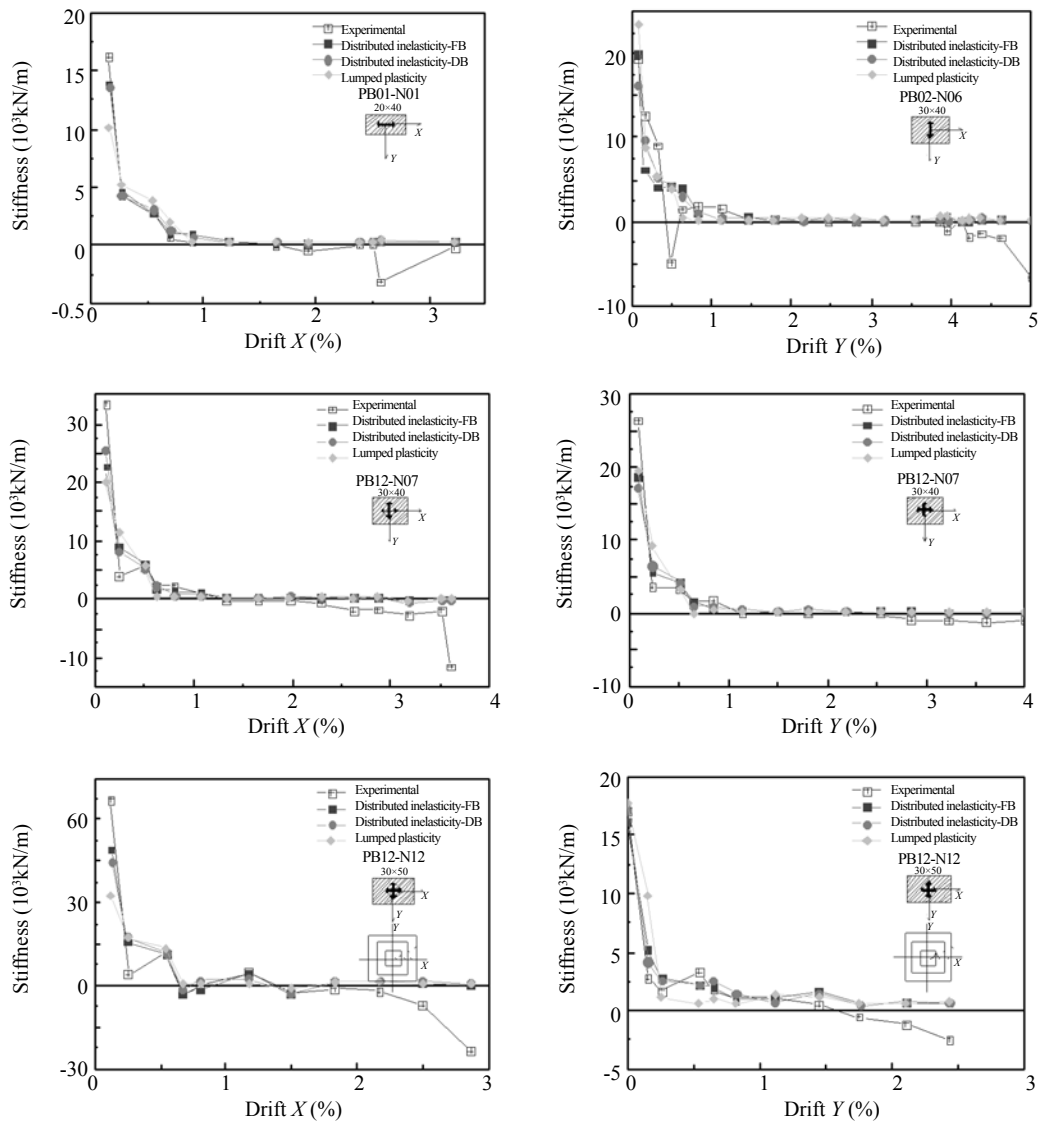 20
15
10
5
0
-0.5
Stiffness (10³kN/m)
Experimental
Distributed inelasticity-FB
Distributed inelasticity-DB
Lumped plasticity
PB01-N01
20×40
X
Y
1
2
3
Drift X (%)
20
10
0
-10
Stiffness (10³kN/m)
Experimental
Distributed inelasticity-FB
Distributed inelasticity-DB
Lumped plasticity
PB02-N06
30×40
X
Y
0
1
2
3
4
5
Drift Y (%)
30
20
10
0
-10
Stiffness (10³kN/m)
Experimental
Distributed inelasticity-FB
Distributed inelasticity-DB
Lumped plasticity
PB12-N07
30×40
X
Y
0
1
2
3
4
Drift X (%)
30
20
10
0
-10
Stiffness (10³kN/m)
Experimental
Distributed inelasticity-FB
Distributed inelasticity-DB
Lumped plasticity
PB12-N07
30×40
X
Y
0
1
2
3
4
Drift Y (%)
60
30
0
-30
Stiffness (10³kN/m)
Experimental
Distributed inelasticity-FB
Distributed inelasticity-DB
Lumped plasticity
PB12-N12
30×50
X
Y
Y
X
0
1
2
3
Drift X (%)
20
15
10
5
0
-5
Stiffness (10³kN/m)
Experimental
Distributed inelasticity-FB
Distributed inelasticity-DB
Lumped plasticity
PB12-N12
30×50
X
Y
Y
X
0
1
2
3
Drift Y (%)